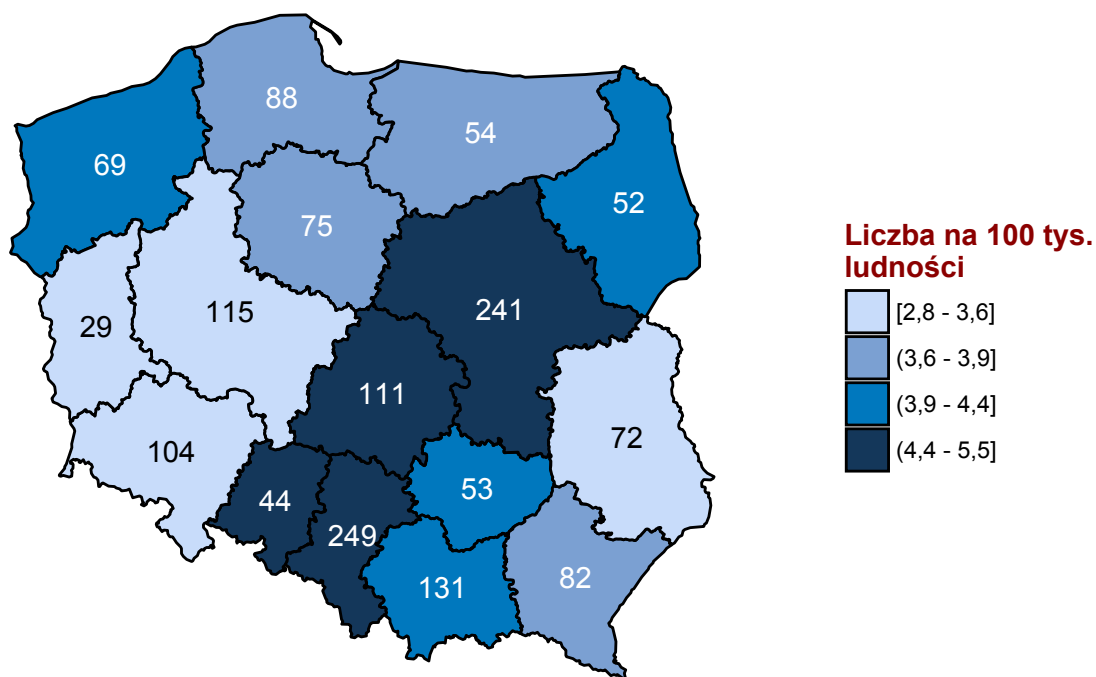 88
54
69
52
75
241
115
29
111
72
104
53
44
249
131
82
Liczba na 100 tys.
ludności
[2,8 - 3,6]
(3,6 - 3,9]
(3,9 - 4,4]
(4,4 - 5,5]